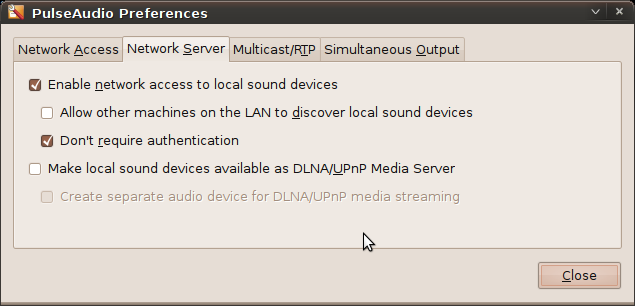 PulseAudio Preferences
Network Access Network Server Multicast/RTP Simultaneous Output
Enable network access to local sound devices
Allow other machines on the LAN to discover local sound devices
Don't require authentication
Make local sound devices available as DLNA/UPnP Media Server
Create separate audio device for DLNA/UPnP media streaming
Close